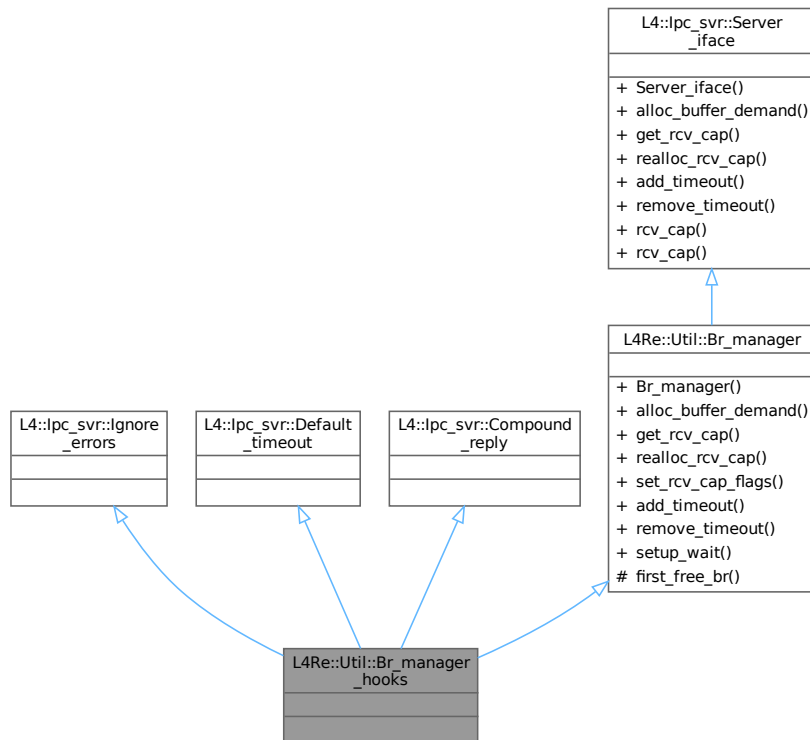 L4::Ipc_svr::Server
_iface
+ Server_iface()
+ alloc_buffer_demand()
+ get_rcv_cap()
+ realloc_rcv_cap()
+ add_timeout()
+ remove_timeout()
+ rcv_cap()
+ rcv_cap()
L4Re::Util::Br_manager
+ Br_manager()
+ alloc_buffer_demand()
+ get_rcv_cap()
+ realloc_rcv_cap()
+ set_rcv_cap_flags()
+ add_timeout()
+ remove_timeout()
+ setup_wait()
# first_free_br()
L4::Ipc_svr::Ignore
_errors
L4::Ipc_svr::Default
_timeout
L4::Ipc_svr::Compound
_reply
L4Re::Util::Br_manager
_hooks